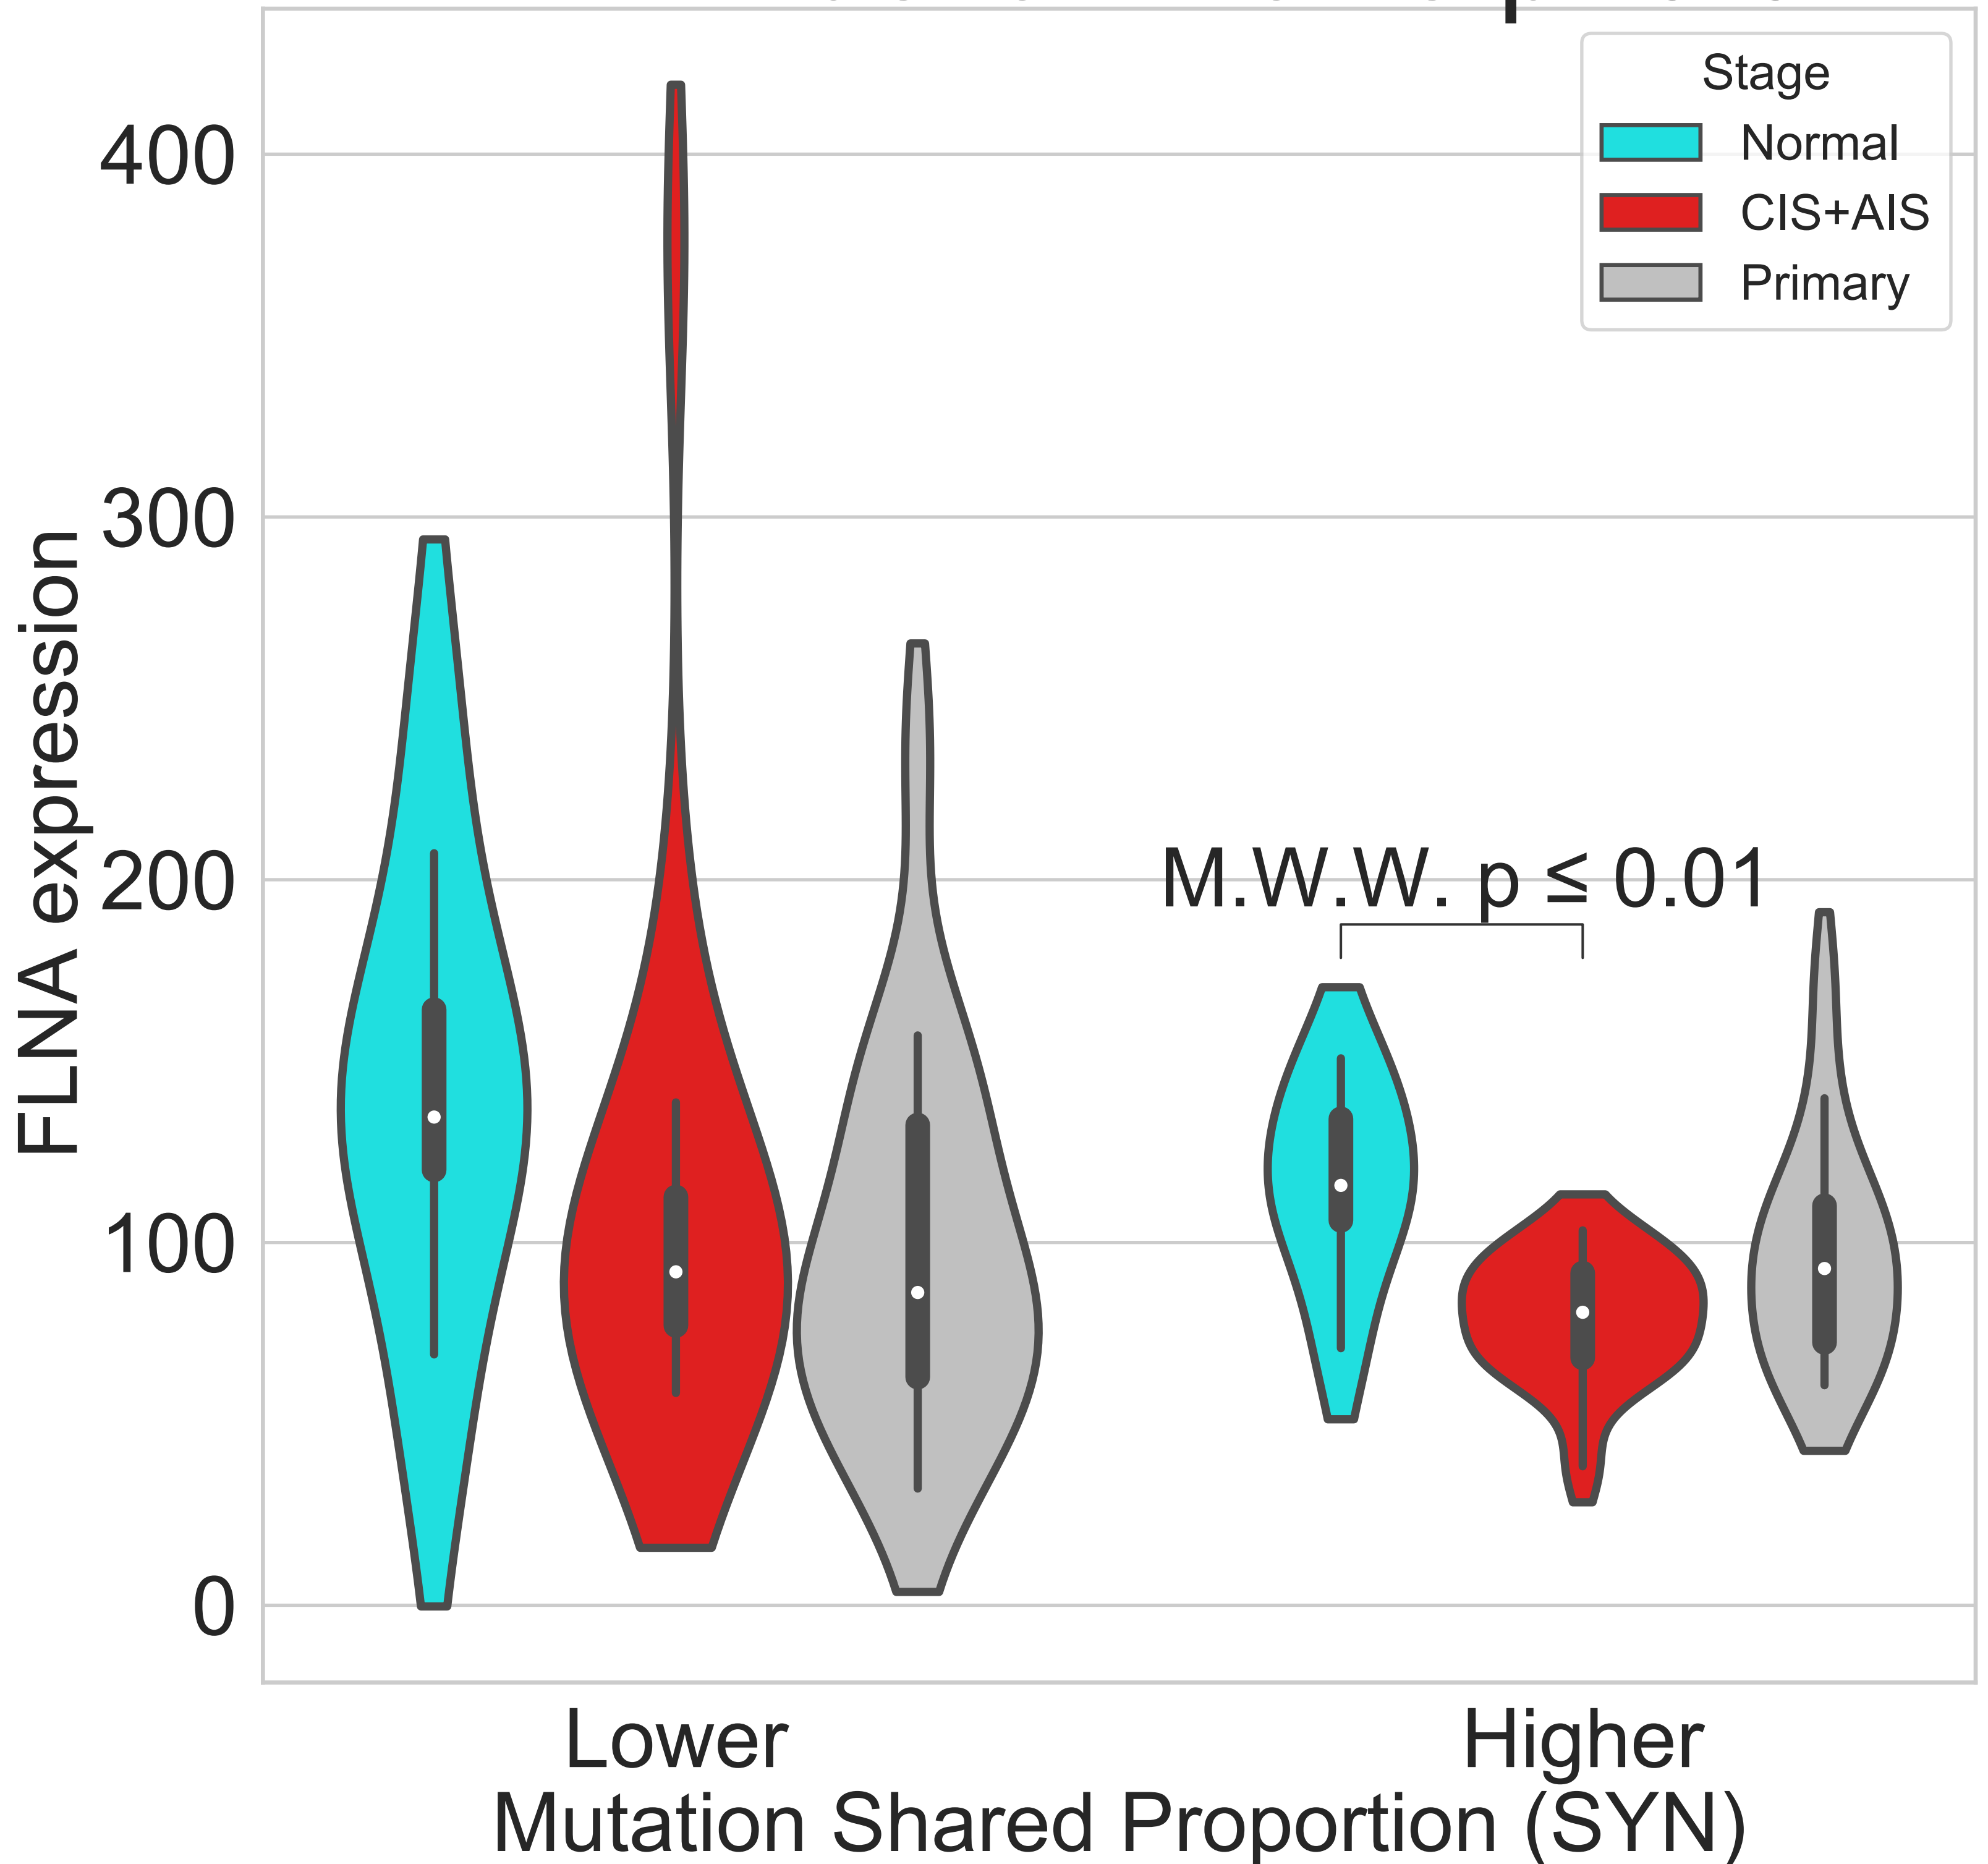 Stage
Normal
CIS+AIS
Primary
400
300
200
100
0
FLNA expression
M.W.W. p ≤ 0.01
Lower
Higher
Mutation Shared Proportion (SYN)